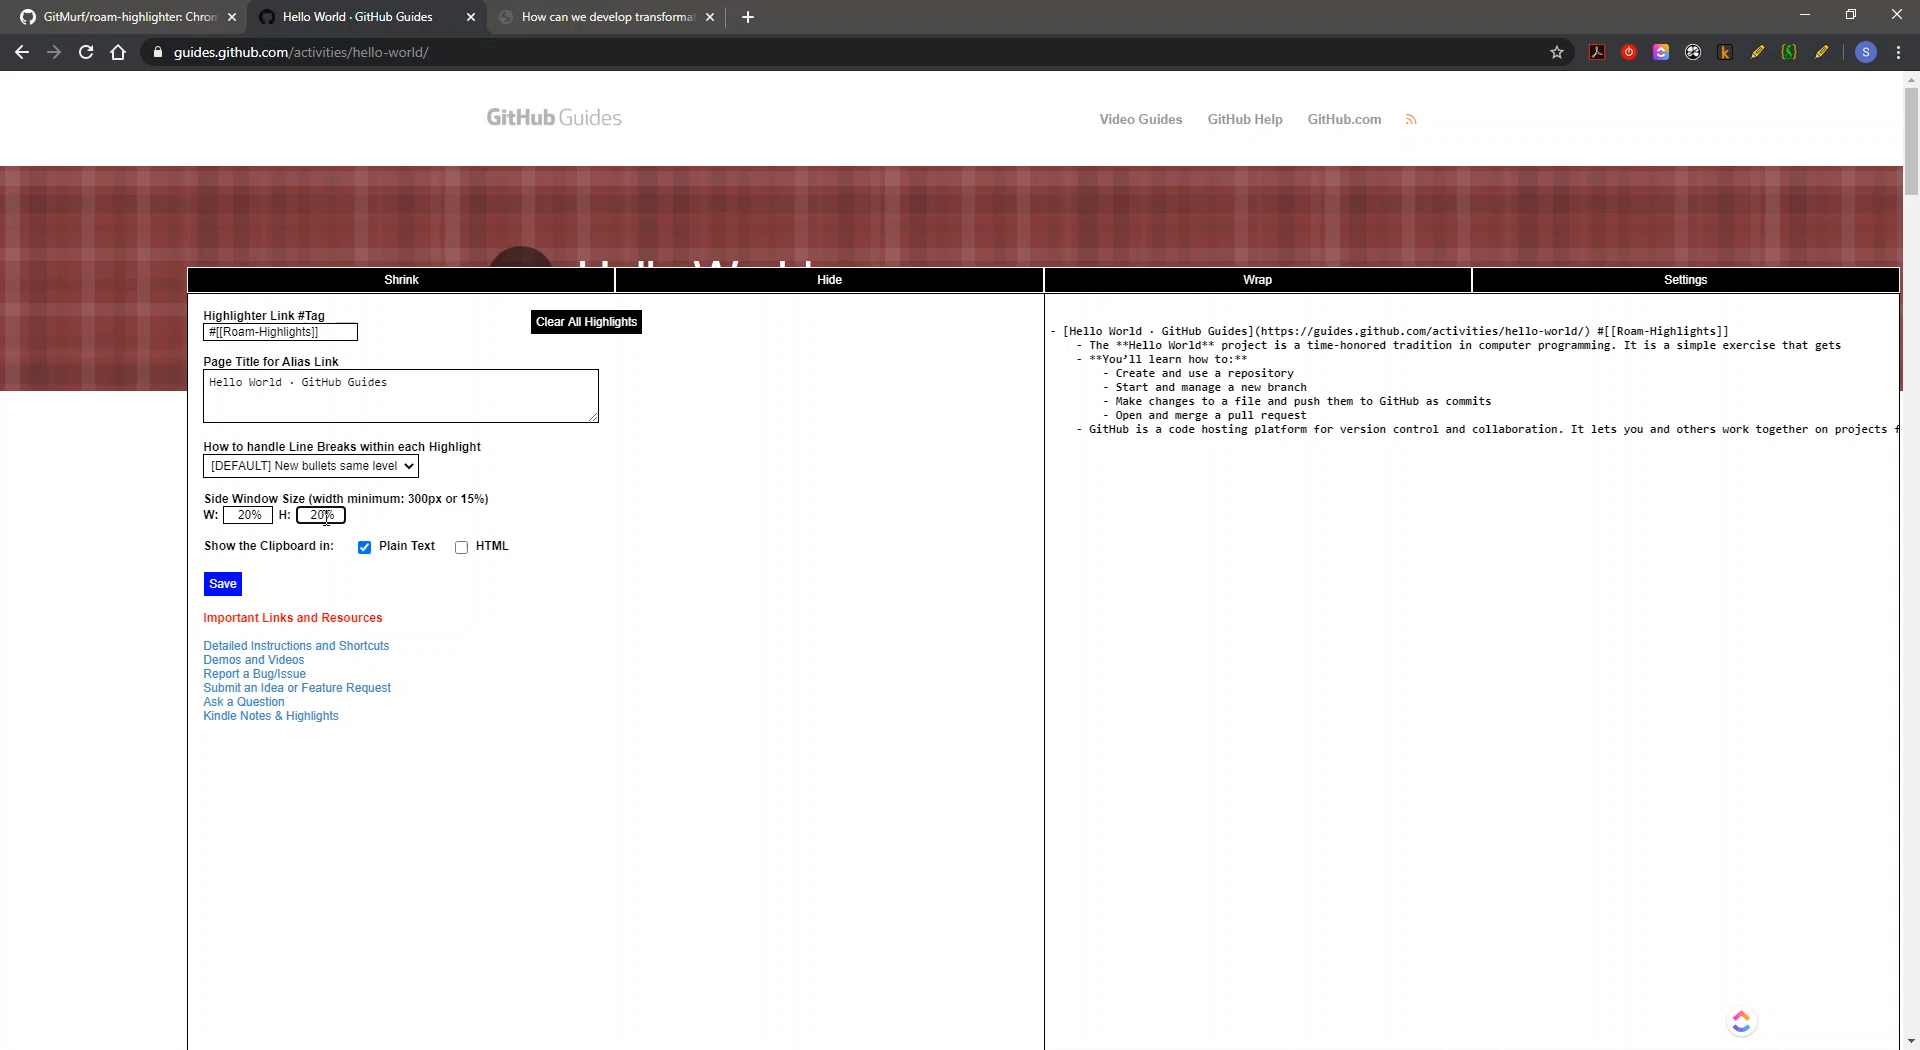 GitMurf/roam-highlighter: Chron
Hello World · GitHub Guides
How can we develop transformat
guides.github.com/activities/hello-world/
S
GitHub Guides
Video Guides
GitHub Help
GitHub.com
Hello World
Shrink
Hide
Wrap
Settings
Highlighter Link #Tag
#[[Roam-Highlights]]
Clear All Highlights
Page Title for Alias Link
Hello World · GitHub Guides
How to handle Line Breaks within each Highlight
[DEFAULT] New bullets same level
Side Window Size (width minimum: 300px or 15%)
W: 20% H: 20%
Show the Clipboard in: Plain Text HTML
Save
Important Links and Resources
Detailed Instructions and Shortcuts
Demos and Videos
Report a Bug/Issue
Submit an Idea or Feature Request
Ask a Question
Kindle Notes & Highlights
- [Hello World · GitHub Guides](https://guides.github.com/activities/hello-world/) #[[Roam-Highlights]]
- The **Hello World** project is a time-honored tradition in computer programming. It is a simple exercise that gets
- **You’ll learn how to:**
- Create and use a repository
- Start and manage a new branch
- Make changes to a file and push them to GitHub as commits
- Open and merge a pull request
- GitHub is a code hosting platform for version control and collaboration. It lets you and others work together on projects f